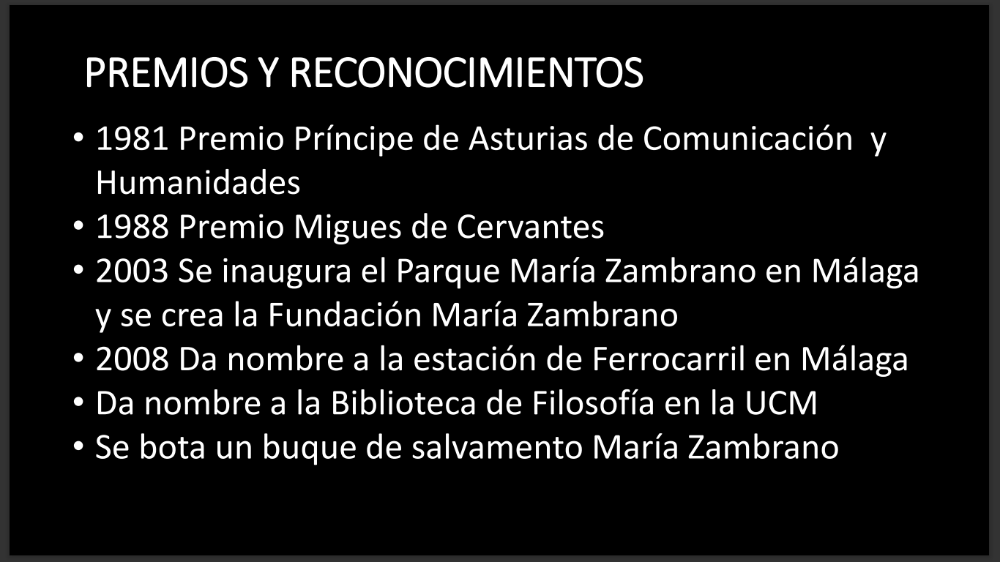 PREMIOS Y RECONOCIMIENTOS
• 1981 Premio Príncipe de Asturias de Comunicación  y
Humanidades
• 1988 Premio Migues de Cervantes
• 2003 Se inaugura el Parque María Zambrano en Málaga
y se crea la Fundación María Zambrano
• 2008 Da nombre a la estación de Ferrocarril en Málaga
• Da nombre a la Biblioteca de Filosofía en la UCM
• Se bota un buque de salvamento María Zambrano